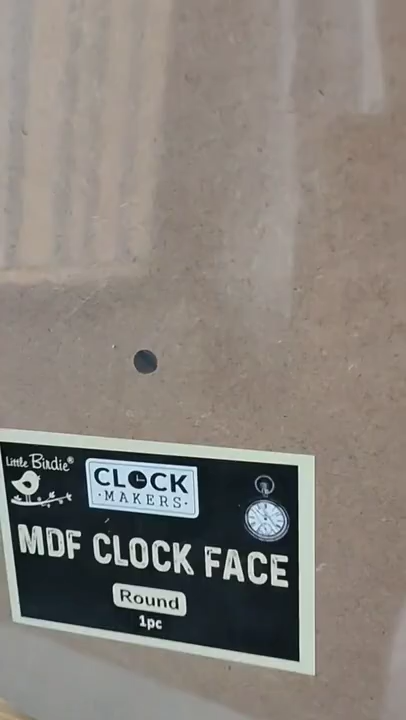 Little Birdie®
CLOCK
·MAKERS·
MDF CLOCK FACE
Round
1pc